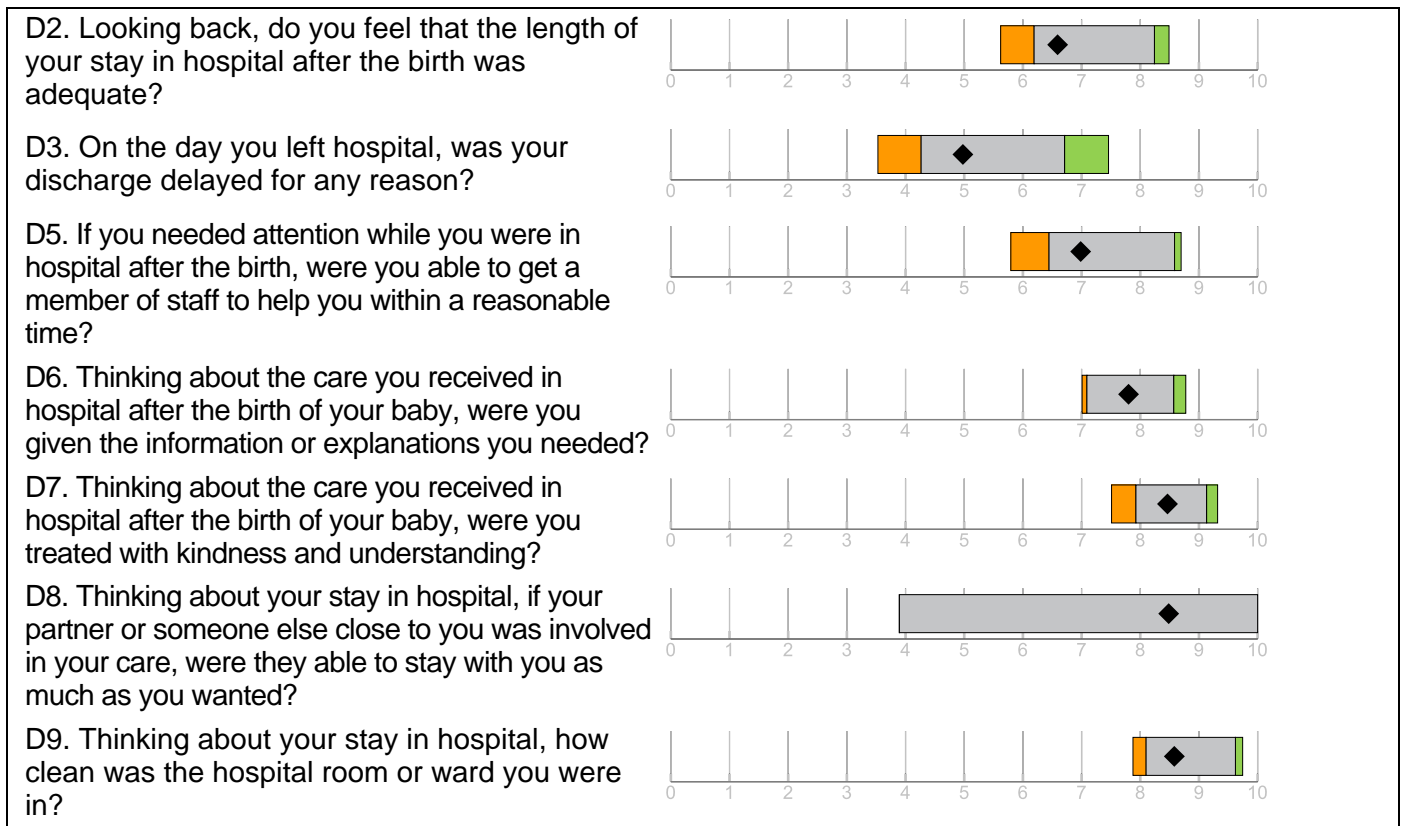 D2. Looking back, do you feel that the length of
your stay in hospital after the birth was
adequate?
0 1 2 3 4 5 6 7 8 9 10
D3. On the day you left hospital, was your
discharge delayed for any reason?
0 1 2 3 4 5 6 7 8 9 10
D5. If you needed attention while you were in
hospital after the birth, were you able to get a
member of staff to help you within a reasonable
time?
0 1 2 3 4 5 6 7 8 9 10
D6. Thinking about the care you received in
hospital after the birth of your baby, were you
given the information or explanations you needed?
0 1 2 3 4 5 6 7 8 9 10
D7. Thinking about the care you received in
hospital after the birth of your baby, were you
treated with kindness and understanding?
0 1 2 3 4 5 6 7 8 9 10
D8. Thinking about your stay in hospital, if your
partner or someone else close to you was involved
in your care, were they able to stay with you as
much as you wanted?
0 1 2 3 4 5 6 7 8 9 10
D9. Thinking about your stay in hospital, how
clean was the hospital room or ward you were
in?
0 1 2 3 4 5 6 7 8 9 10